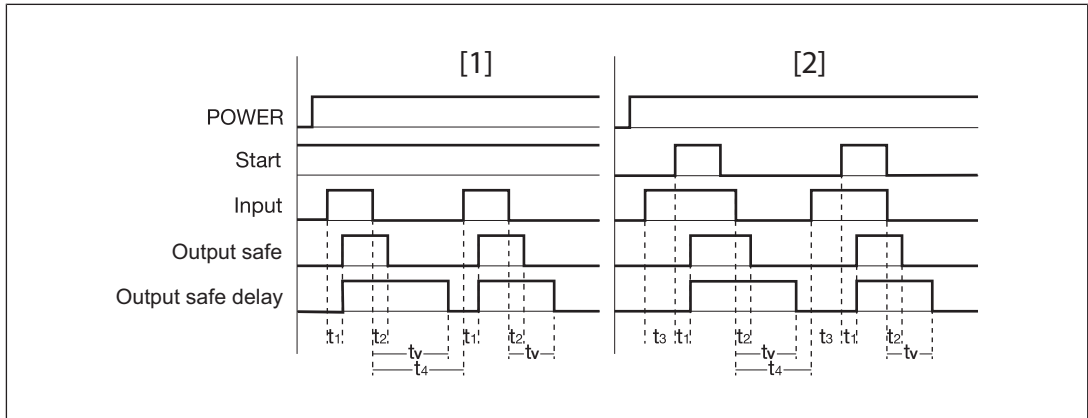 [1] [2]
POWER
Start
Input
Output safe
Output safe delay
t1 t2 t1 t2 t3 t1 t2 t3 t1 t2
tv tv tv tv
t4 t4